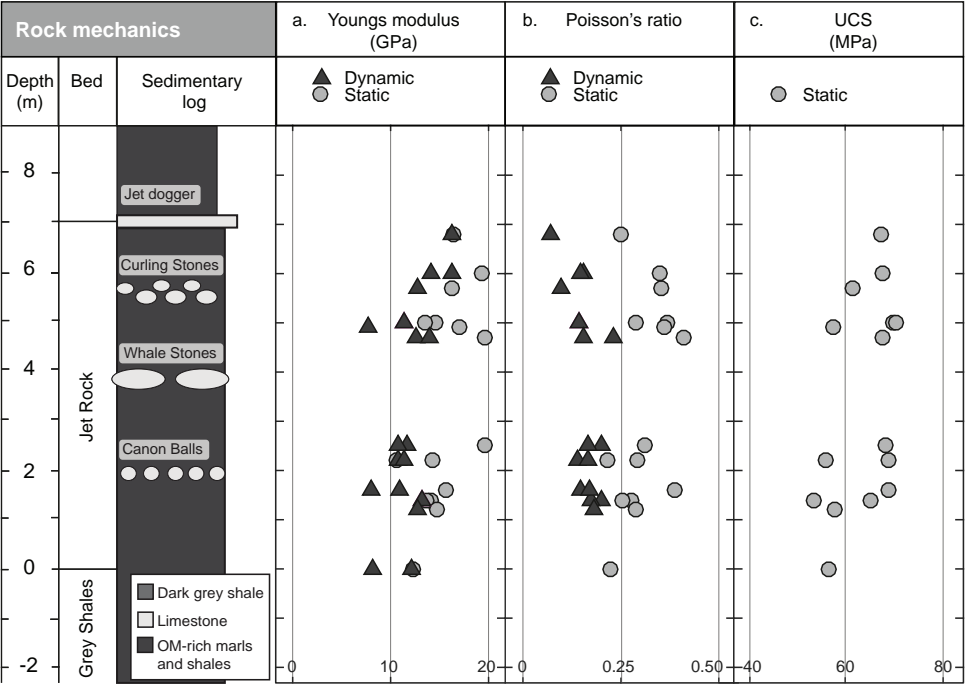 Rock mechanics
a. Youngs modulus
(GPa)
b. Poisson’s ratio
c. UCS
(MPa)
Depth
(m)
Bed
Sedimentary
log
Dynamic
Static
Dynamic
Static
Static
8
6
4
2
0
-2
Jet Rock
Grey Shales
Jet dogger
Curling Stones
Whale Stones
Canon Balls
Dark grey shale
Limestone
OM-rich marls
and shales
0 10 20
0 0.25 0.50
40 60 80